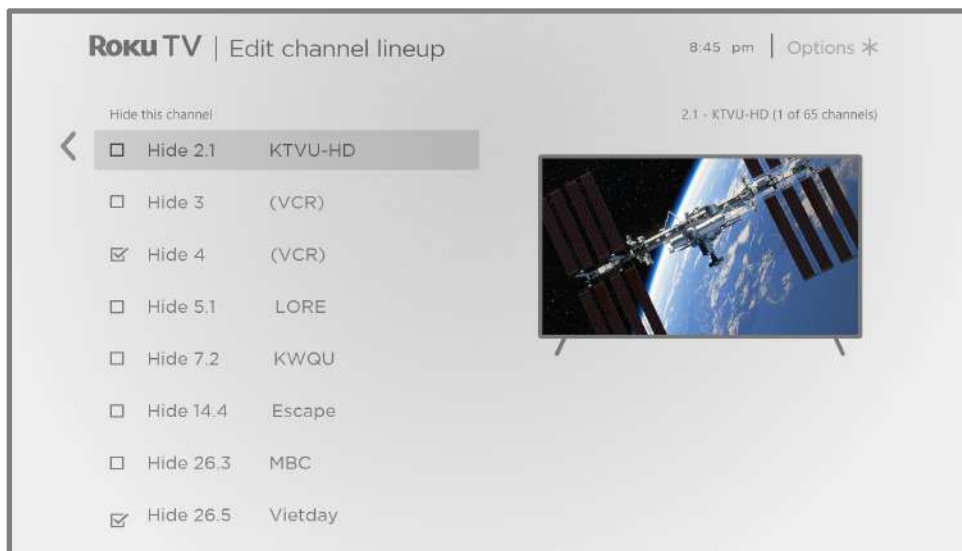 Roku TV | Edit channel lineup
8:45 pm | Options *
Hide this channel
2.1 - KTVU-HD (1 of 65 channels)
Hide 2.1 KTVU-HD
Hide 3 (VCR)
Hide 4 (VCR)
Hide 5.1 LORE
Hide 7.2 KWQU
Hide 14.4 Escape
Hide 26.3 MBC
Hide 26.5 Vietday